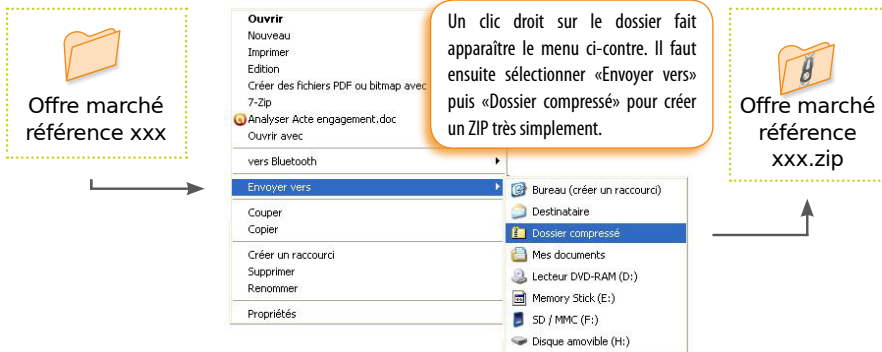 Offre marché
référence xxx
Ouvrir
Nouveau
Imprimer
Edition
Créer des fichiers PDF ou bitmap avec
7-Zip
Analyser Acte engagement.doc
Ouvrir avec
vers Bluetooth
Envoyer vers
Couper
Copier
Créer un raccourci
Supprimer
Renommer
Propriétés
Un clic droit sur le dossier fait
apparaître le menu ci-contre. Il faut
ensuite sélectionner «Envoyer vers»
puis «Dossier compressé» pour créer
un ZIP très simplement.
Bureau (créer un raccourci)
Destinataire
Dossier compressé
Mes documents
Lecteur DVD-RAM (D:)
Memory Stick (E:)
SD / MMC (F:)
Disque amovible (H:)
Offre marché
référence
xxx.zip